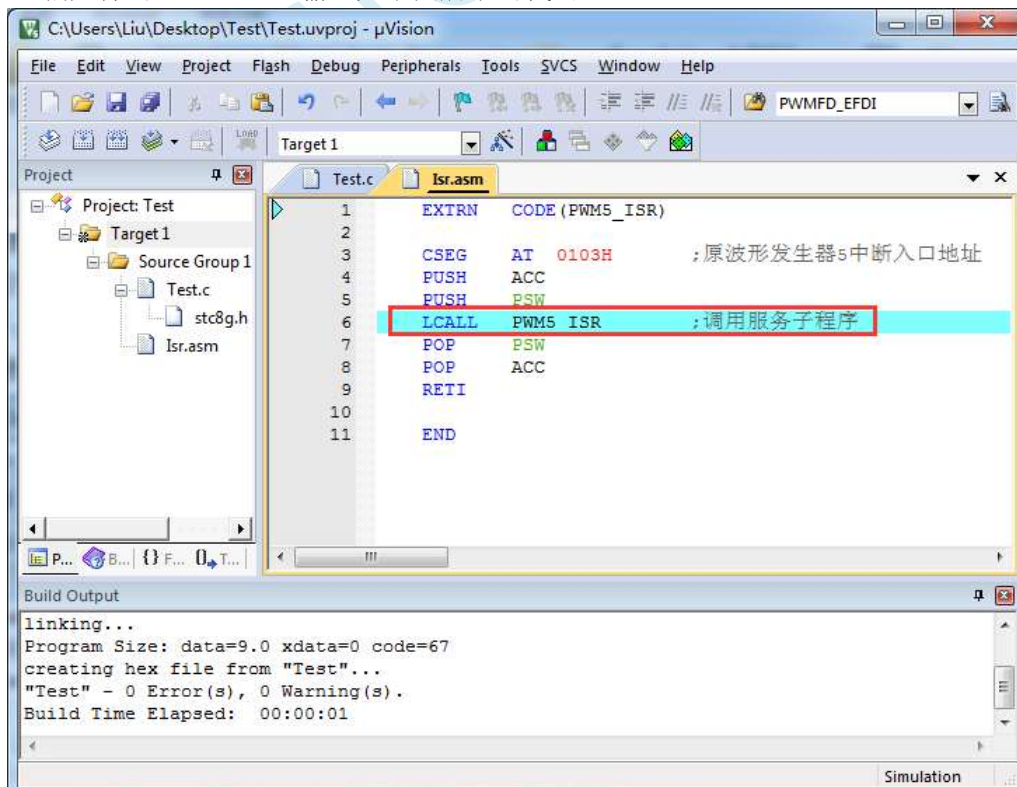 C:\Users\Liu\Desktop\Test\Test.uvproj - µVision
File Edit View Project Flash Debug Peripherals Tools SVCS Window Help
PWMFD_EFDI
LOAD Target 1
Project
Test.c Isr.asm
Project: Test
Target 1
Source Group 1
Test.c
stc8g.h
Isr.asm
1 EXTRN CODE(PWM5_ISR)
2
3 CSEG AT 0103H ;原波形发生器5中断入口地址
4 PUSH ACC
5 PUSH PSW
6 LCALL PWM5_ISR ;调用服务子程序
7 POP PSW
8 POP ACC
9 RETI
10
11 END
P... B... {} F... 0 T...
Build Output
linking...
Program Size: data=9.0 xdata=0 code=67
creating hex file from "Test"...
"Test" - 0 Error(s), 0 Warning(s).
Build Time Elapsed: 00:00:01
Simulation